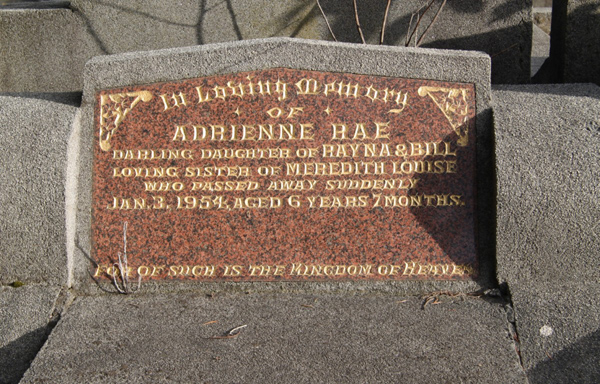 In Loving Memory
OF
ADRIENNE RAE
DARLING DAUGHTER OF RAYNA & BILL
LOVING SISTER OF MEREDITH LOUISE
WHO PASSED AWAY SUDDENLY
JAN. 3. 1954, AGED 6 YEARS 7 MONTHS.
FOR OF SUCH IS THE KINGDOM OF HEAVEN